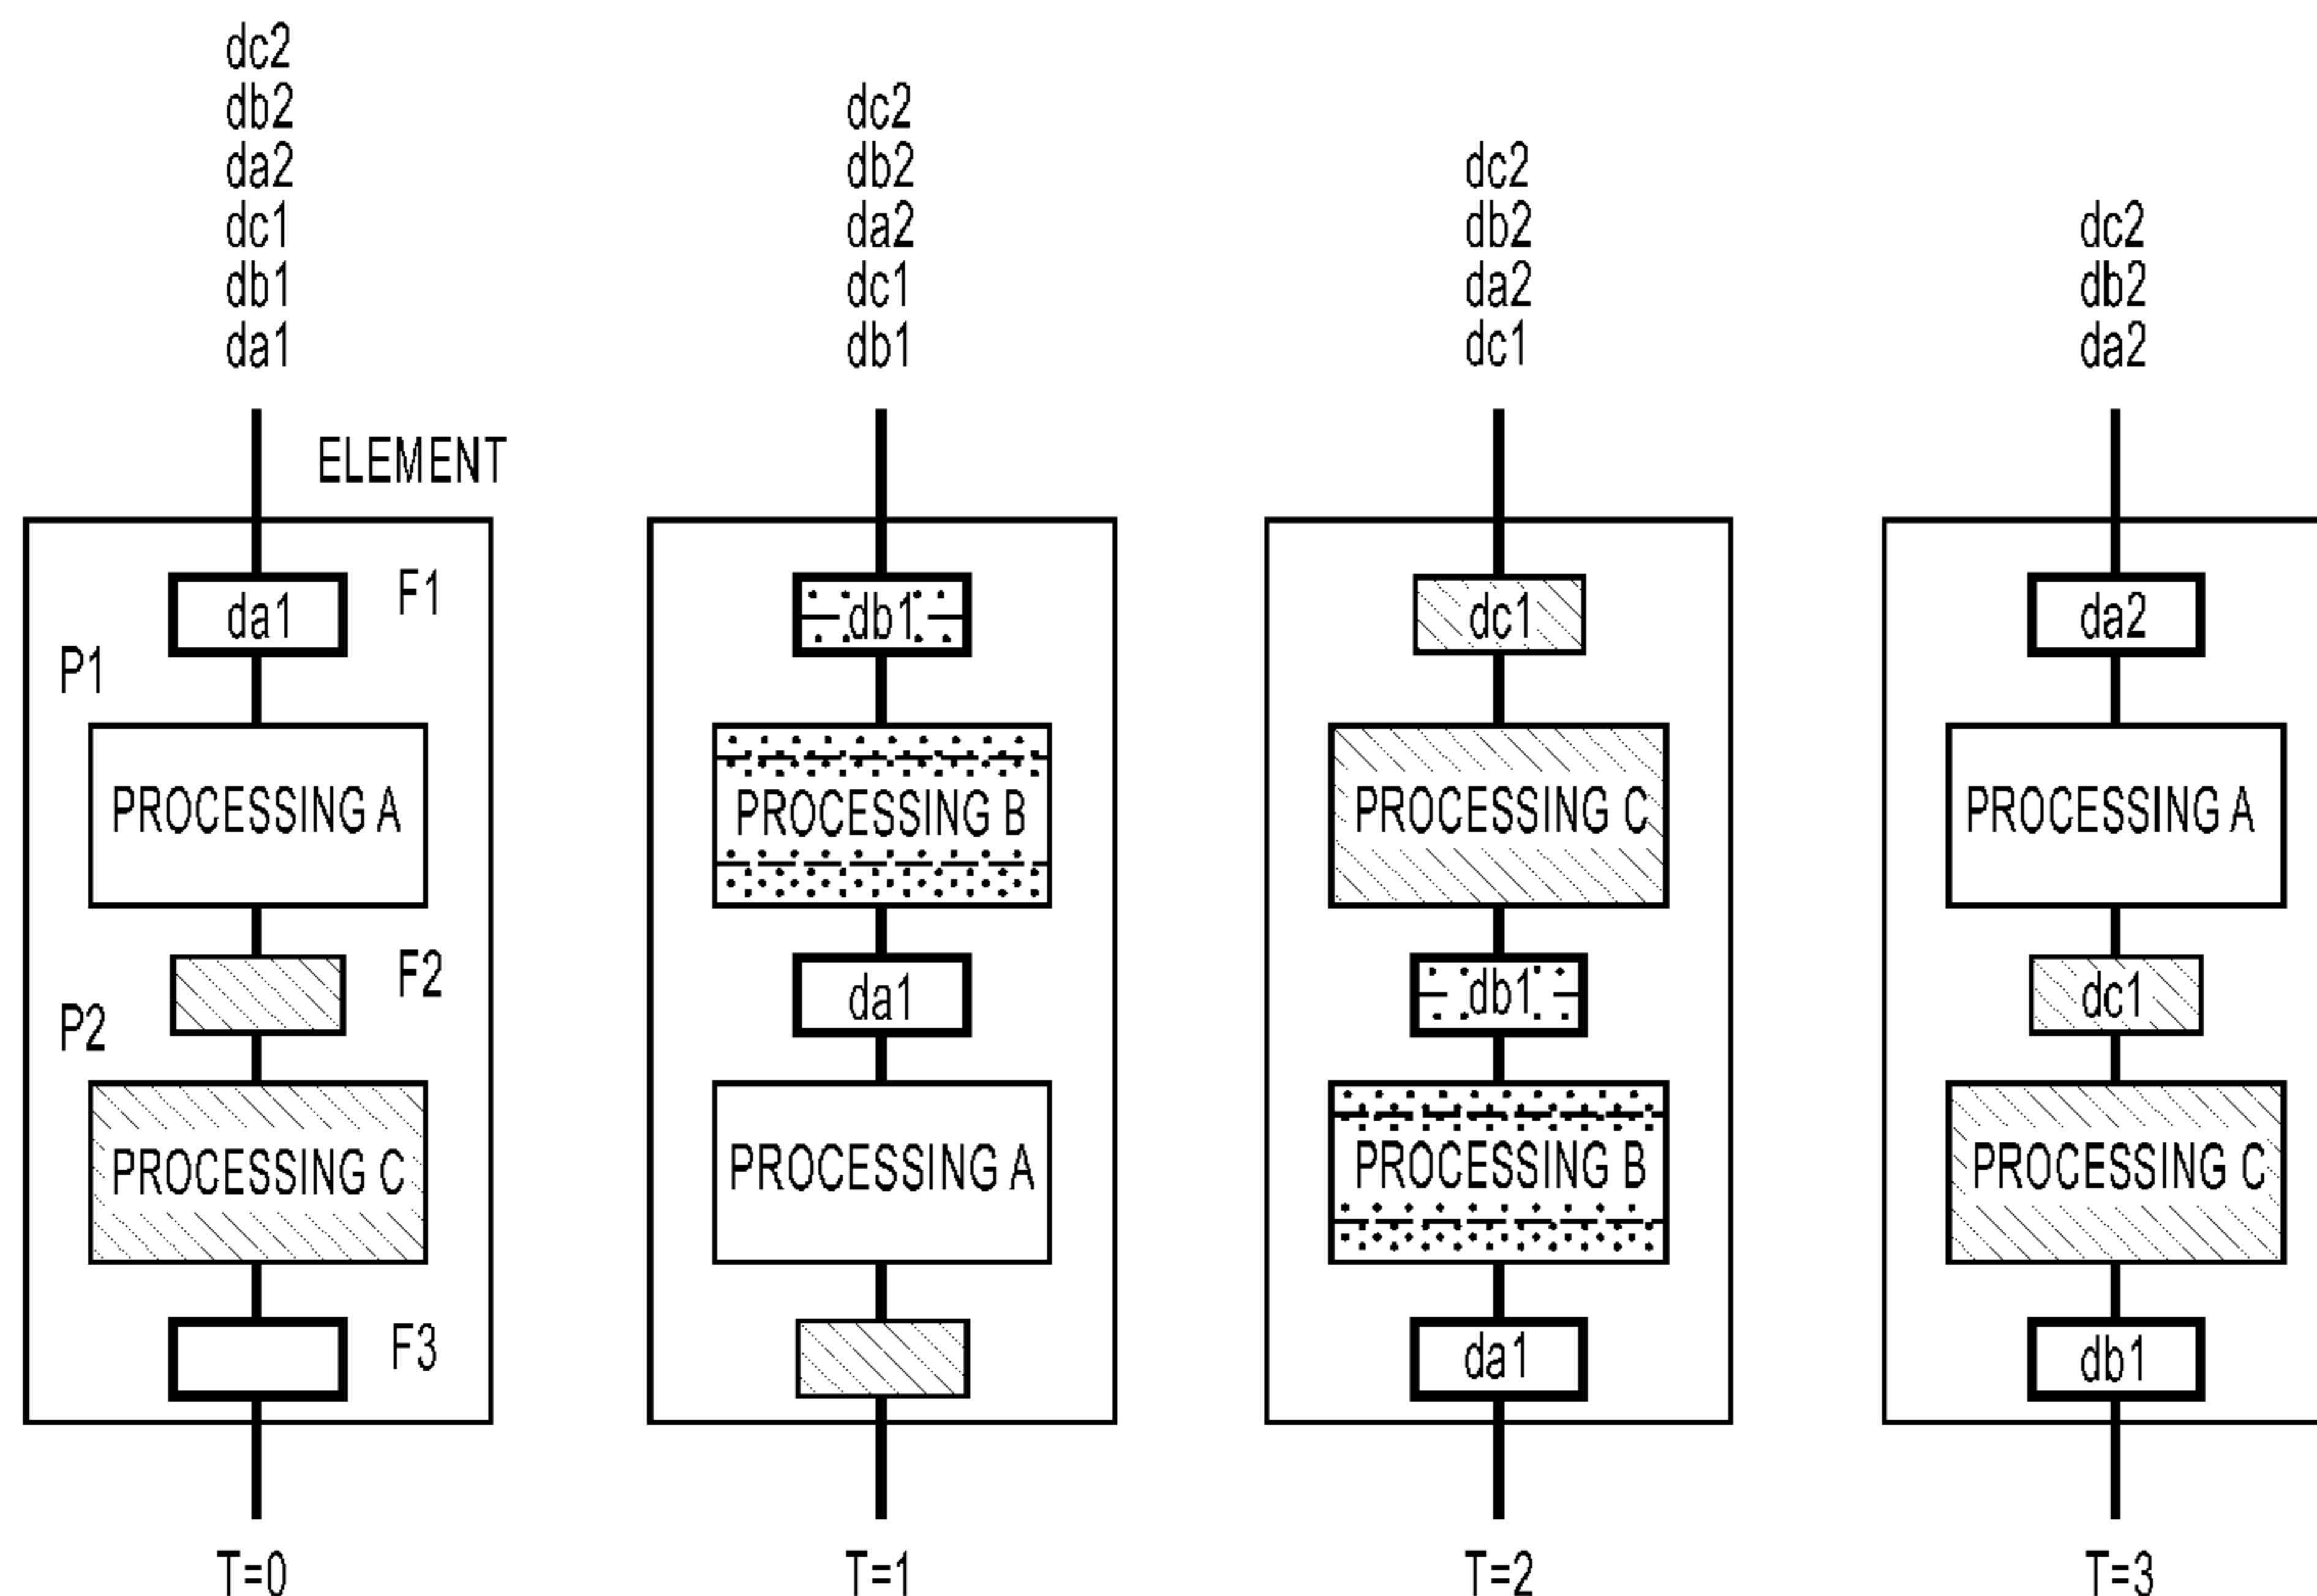 dc2
db2
da2
dc1
db1
da1
ELEMENT
F1
da1
P1
PROCESSING A
F2
P2
PROCESSING C
F3
T=0
dc2
db2
da2
dc1
db1
db1
PROCESSING B
da1
PROCESSING A
T=1
dc2
db2
da2
dc1
dc1
PROCESSING C
db1
PROCESSING B
da1
T=2
dc2
db2
da2
da2
PROCESSING A
dc1
PROCESSING C
db1
T=3